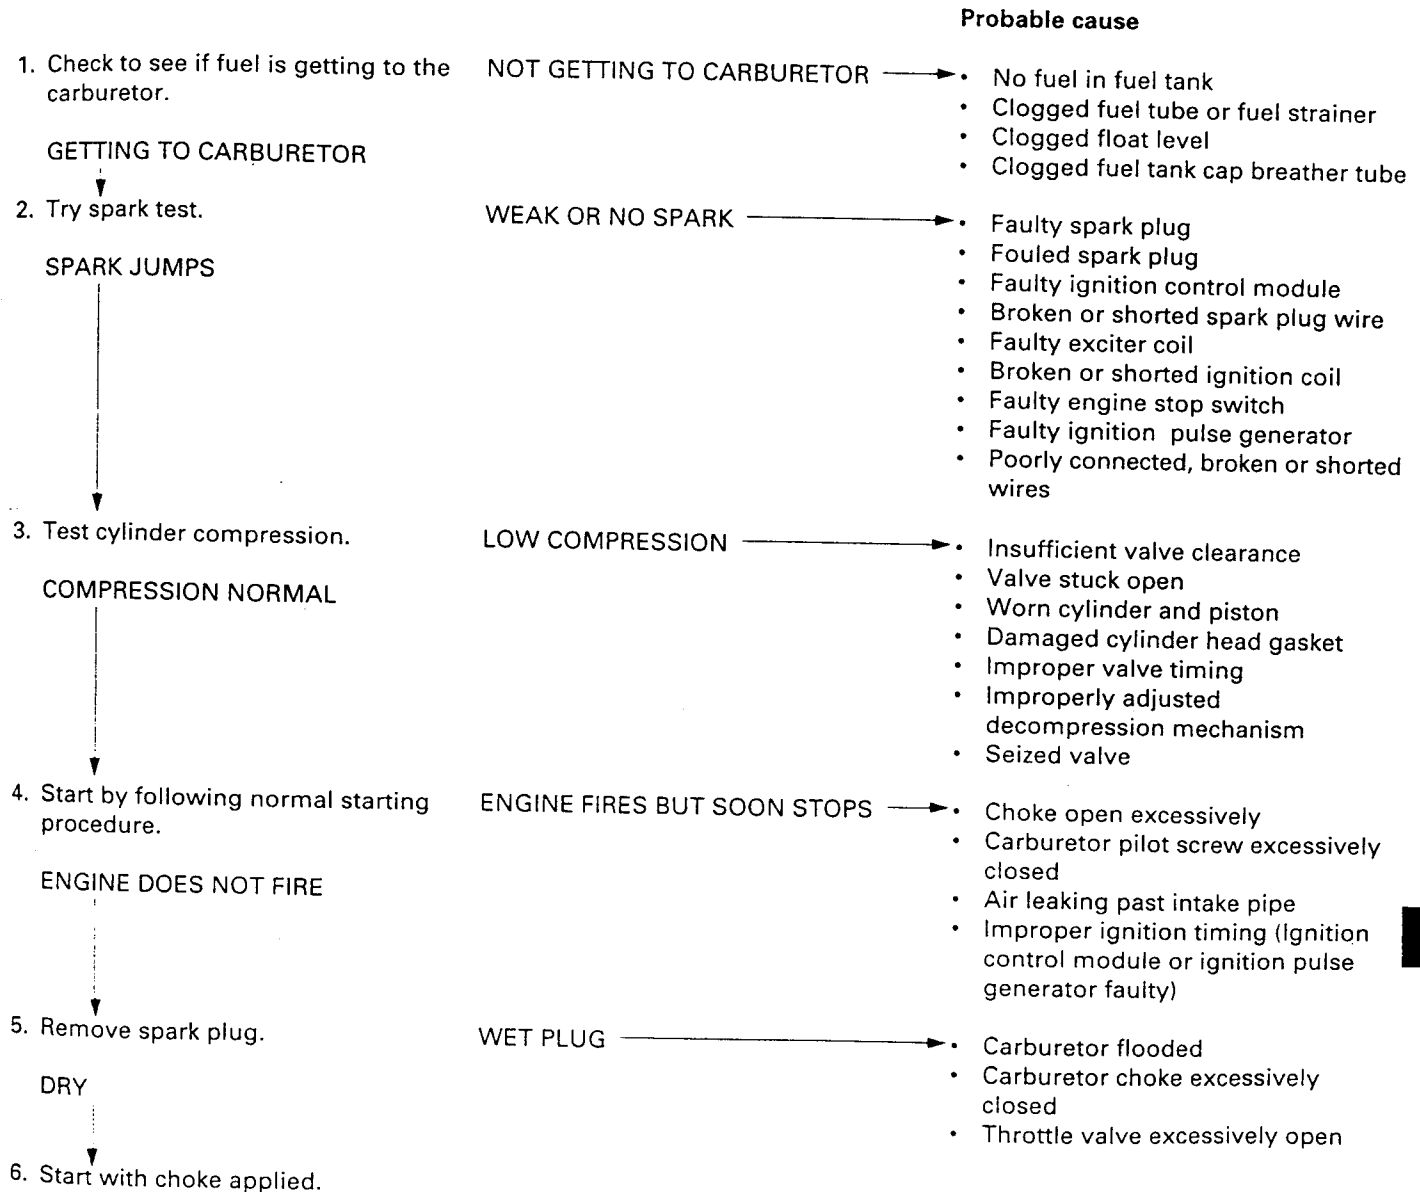 Probable cause
1. Check to see if fuel is getting to the
carburetor.
NOT GETTING TO CARBURETOR
• No fuel in fuel tank
• Clogged fuel tube or fuel strainer
• Clogged float level
• Clogged fuel tank cap breather tube
GETTING TO CARBURETOR
2. Try spark test.
WEAK OR NO SPARK
• Faulty spark plug
• Fouled spark plug
• Faulty ignition control module
• Broken or shorted spark plug wire
• Faulty exciter coil
• Broken or shorted ignition coil
• Faulty engine stop switch
• Faulty ignition pulse generator
• Poorly connected, broken or shorted
wires
SPARK JUMPS
3. Test cylinder compression.
LOW COMPRESSION
• Insufficient valve clearance
• Valve stuck open
• Worn cylinder and piston
• Damaged cylinder head gasket
• Improper valve timing
• Improperly adjusted
decompression mechanism
• Seized valve
COMPRESSION NORMAL
4. Start by following normal starting
procedure.
ENGINE FIRES BUT SOON STOPS
• Choke open excessively
• Carburetor pilot screw excessively
closed
• Air leaking past intake pipe
• Improper ignition timing (Ignition
control module or ignition pulse
generator faulty)
ENGINE DOES NOT FIRE
5. Remove spark plug.
WET PLUG
• Carburetor flooded
• Carburetor choke excessively
closed
• Throttle valve excessively open
DRY
6. Start with choke applied.